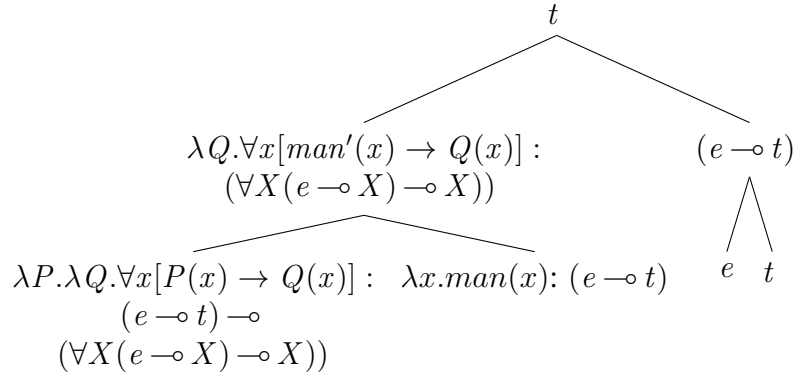 t
λQ.∀x[man′(x) → Q(x)] :
(∀X(e ⊸ X) ⊸ X))
(e ⊸ t)
λP.λQ.∀x[P(x) → Q(x)] :
(e ⊸ t) ⊸
(∀X(e ⊸ X) ⊸ X))
λx.man(x): (e ⊸ t)
e
t